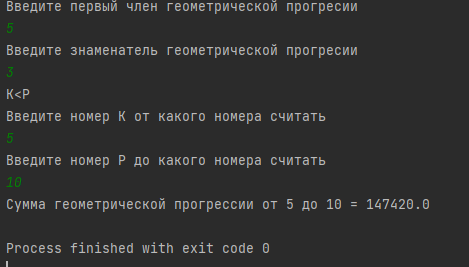 Введите первый член геометрической прогресии
5
Введите знаменатель геометрической прогресии
3
K<P
Введите номер K от какого номера считать
5
Введите номер P до какого номера считать
10
Сумма геометрической прогрессии от 5 до 10 = 147420.0
Process finished with exit code 0